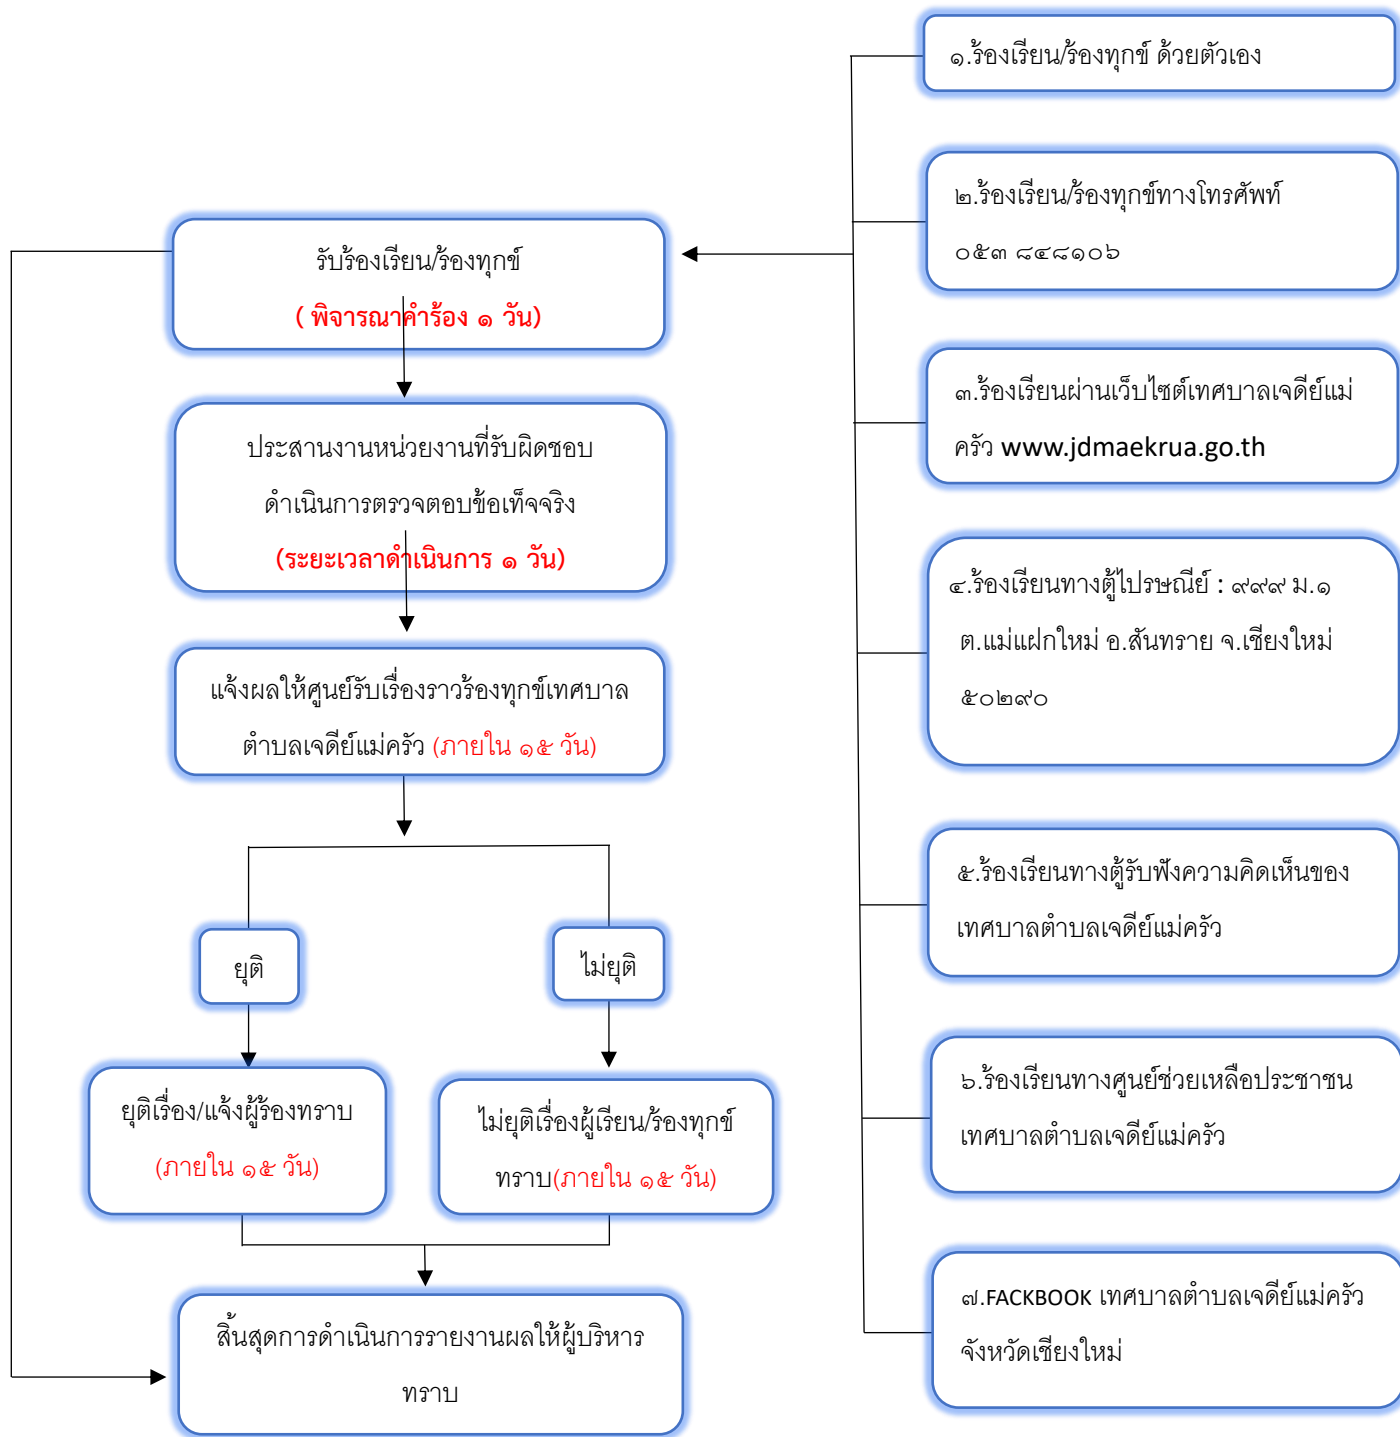 ๑.ร้องเรียน/ร้องทุกข์ ด้วยตัวเอง
๒.ร้องเรียน/ร้องทุกข์ทางโทรศัพท์
๐๕๓ ๘๔๘๑๐๖
๓.ร้องเรียนผ่านเว็บไซต์เทศบาลเจดีย์แม่
ครัว www.jdmaekrua.go.th
๔.ร้องเรียนทางตู้ไปรษณีย์ : ๙๙๙ ม.๑
ต.แม่แฝกใหม่ อ.สันทราย จ.เชียงใหม่
๕๐๒๙๐
๕.ร้องเรียนทางตู้รับฟังความคิดเห็นของ
เทศบาลตำบลเจดีย์แม่ครัว
๖.ร้องเรียนทางศูนย์ช่วยเหลือประชาชน
เทศบาลตำบลเจดีย์แม่ครัว
๗.FACKBOOK เทศบาลตำบลเจดีย์แม่ครัว
จังหวัดเชียงใหม่
รับร้องเรียน/ร้องทุกข์
( พิจารณาคำร้อง ๑ วัน)
ประสานงานหน่วยงานที่รับผิดชอบ
ดำเนินการตรวจตอบข้อเท็จจริง
(ระยะเวลาดำเนินการ ๑ วัน)
แจ้งผลให้ศูนย์รับเรื่องราวร้องทุกข์เทศบาล
ตำบลเจดีย์แม่ครัว (ภายใน ๑๕ วัน)
ยุติ
ไม่ยุติ
ยุติเรื่อง/แจ้งผู้ร้องทราบ
(ภายใน ๑๕ วัน)
ไม่ยุติเรื่องผู้เรียน/ร้องทุกข์
ทราบ(ภายใน ๑๕ วัน)
สิ้นสุดการดำเนินการรายงานผลให้ผู้บริหาร
ทราบ